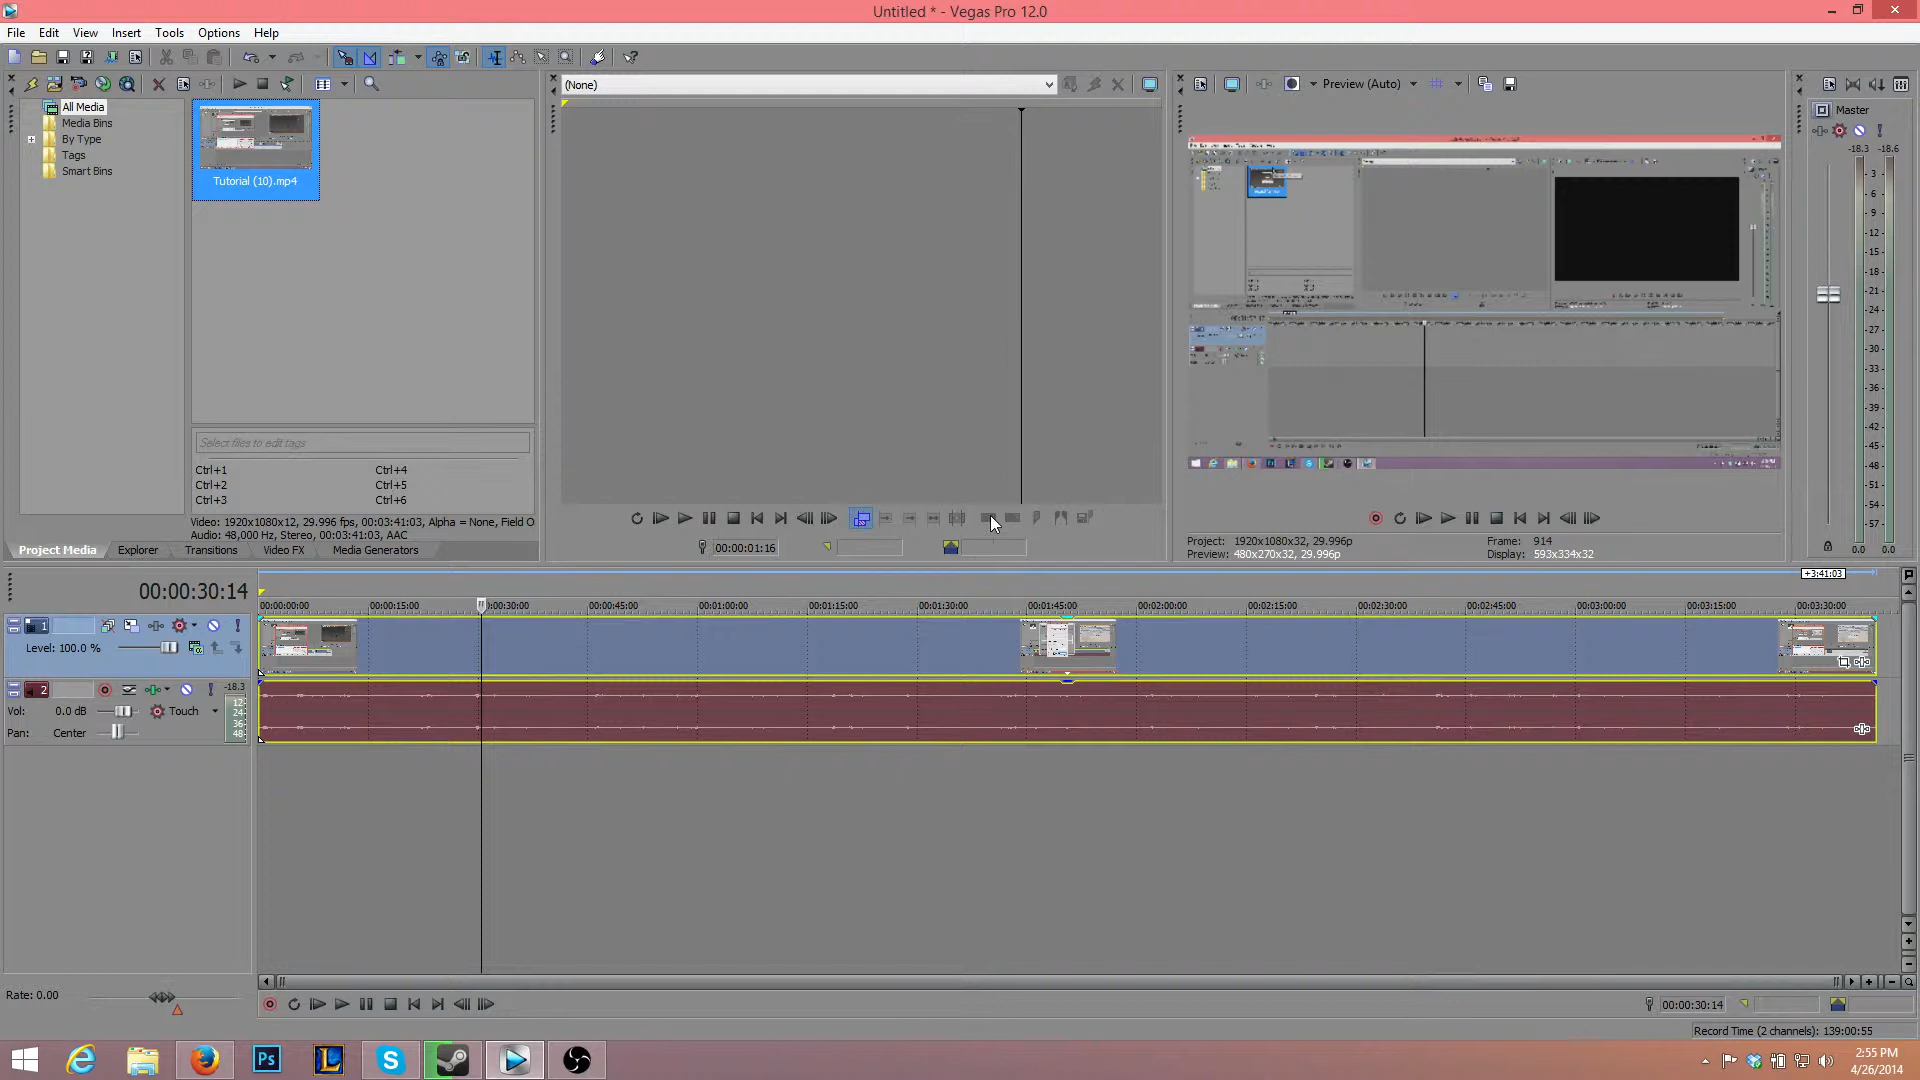 Untitled * - Vegas Pro 12.0
File Edit View Insert Tools Options Help
(None)
Preview (Auto)
All Media
Media Bins
By Type
Tags
Smart Bins
Tutorial (10).mp4
Select files to edit tags
Ctrl+1 Ctrl+4
Ctrl+2 Ctrl+5
Ctrl+3 Ctrl+6
Video: 1920x1080x12, 29.996 fps, 00:03:41:03, Alpha = None, Field O
Audio: 48,000 Hz, Stereo, 00:03:41:03, AAC
Project Media Explorer Transitions Video FX Media Generators
00:00:01:16
Project: 1920x1080x32, 29.996p Frame: 914
Preview: 480x270x32, 29.996p Display: 593x334x32
Master
-18.3 -18.6
- 3 -
- 6 -
- 9 -
- 12 -
- 15 -
- 18 -
- 21 -
- 24 -
- 27 -
- 30 -
- 33 -
- 36 -
- 39 -
- 42 -
- 45 -
- 48 -
- 51 -
- 54 -
- 57 -
0.0 0.0
+3:41:03
00:00:30:14
00:00:00:00 00:00:15:00 00:00:30:00 00:00:45:00 00:01:00:00 00:01:15:00 00:01:30:00 00:01:45:00 00:02:00:00 00:02:15:00 00:02:30:00 00:02:45:00 00:03:00:00 00:03:15:00 00:03:30:00
1
Level: 100.0 %
2 -18.3
Vol: 0.0 dB Touch
Pan: Center
12
24
36
48
Rate: 0.00
00:00:30:14
Record Time (2 channels): 139:00:55
Ps
2:55 PM
4/26/2014